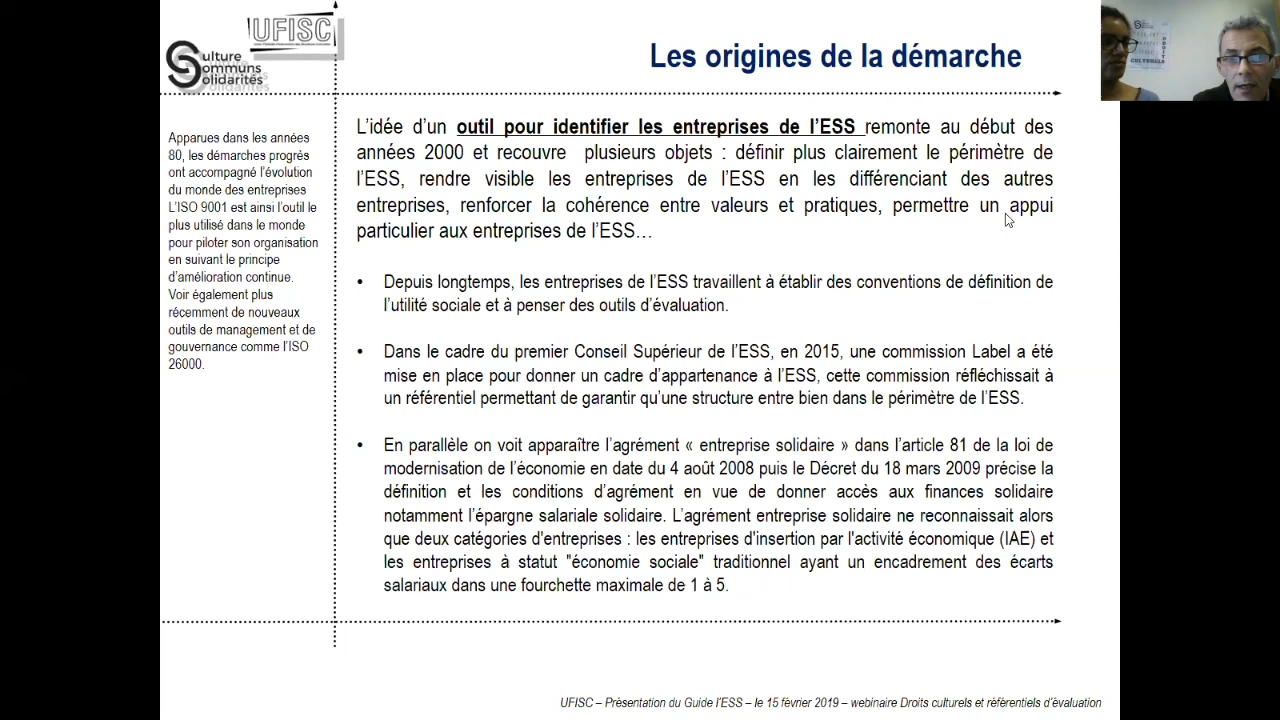 UFISC
Culture
Communs
Solidarités
Les origines de la démarche
Apparues dans les années
80, les démarches progrès
ont accompagné l'évolution
du monde des entreprises
L'ISO 9001 est ainsi l'outil le
plus utilisé dans le monde
pour piloter son organisation
en suivant le principe
d'amélioration continue.
Voir également plus
récemment de nouveaux
outils de management et de
gouvernance comme l'ISO
26000.
L'idée d'un outil pour identifier les entreprises de l'ESS remonte au début des
années 2000 et recouvre plusieurs objets : définir plus clairement le périmètre de
l'ESS, rendre visible les entreprises de l'ESS en les différenciant des autres
entreprises, renforcer la cohérence entre valeurs et pratiques, permettre un appui
particulier aux entreprises de l'ESS…
• Depuis longtemps, les entreprises de l'ESS travaillent à établir des conventions de définition de
l'utilité sociale et à penser des outils d'évaluation.
• Dans le cadre du premier Conseil Supérieur de l'ESS, en 2015, une commission Label a été
mise en place pour donner un cadre d'appartenance à l'ESS, cette commission réfléchissait à
un référentiel permettant de garantir qu'une structure entre bien dans le périmètre de l'ESS.
• En parallèle on voit apparaître l'agrément « entreprise solidaire » dans l'article 81 de la loi de
modernisation de l'économie en date du 4 août 2008 puis le Décret du 18 mars 2009 précise la
définition et les conditions d'agrément en vue de donner accès aux finances solidaire
notamment l'épargne salariale solidaire. L'agrément entreprise solidaire ne reconnaissait alors
que deux catégories d'entreprises : les entreprises d'insertion par l'activité économique (IAE) et
les entreprises à statut "économie sociale" traditionnel ayant un encadrement des écarts
salariaux dans une fourchette maximale de 1 à 5.
UFISC – Présentation du Guide l'ESS – le 15 février 2019 – webinaire Droits culturels et référentiels d'évaluation